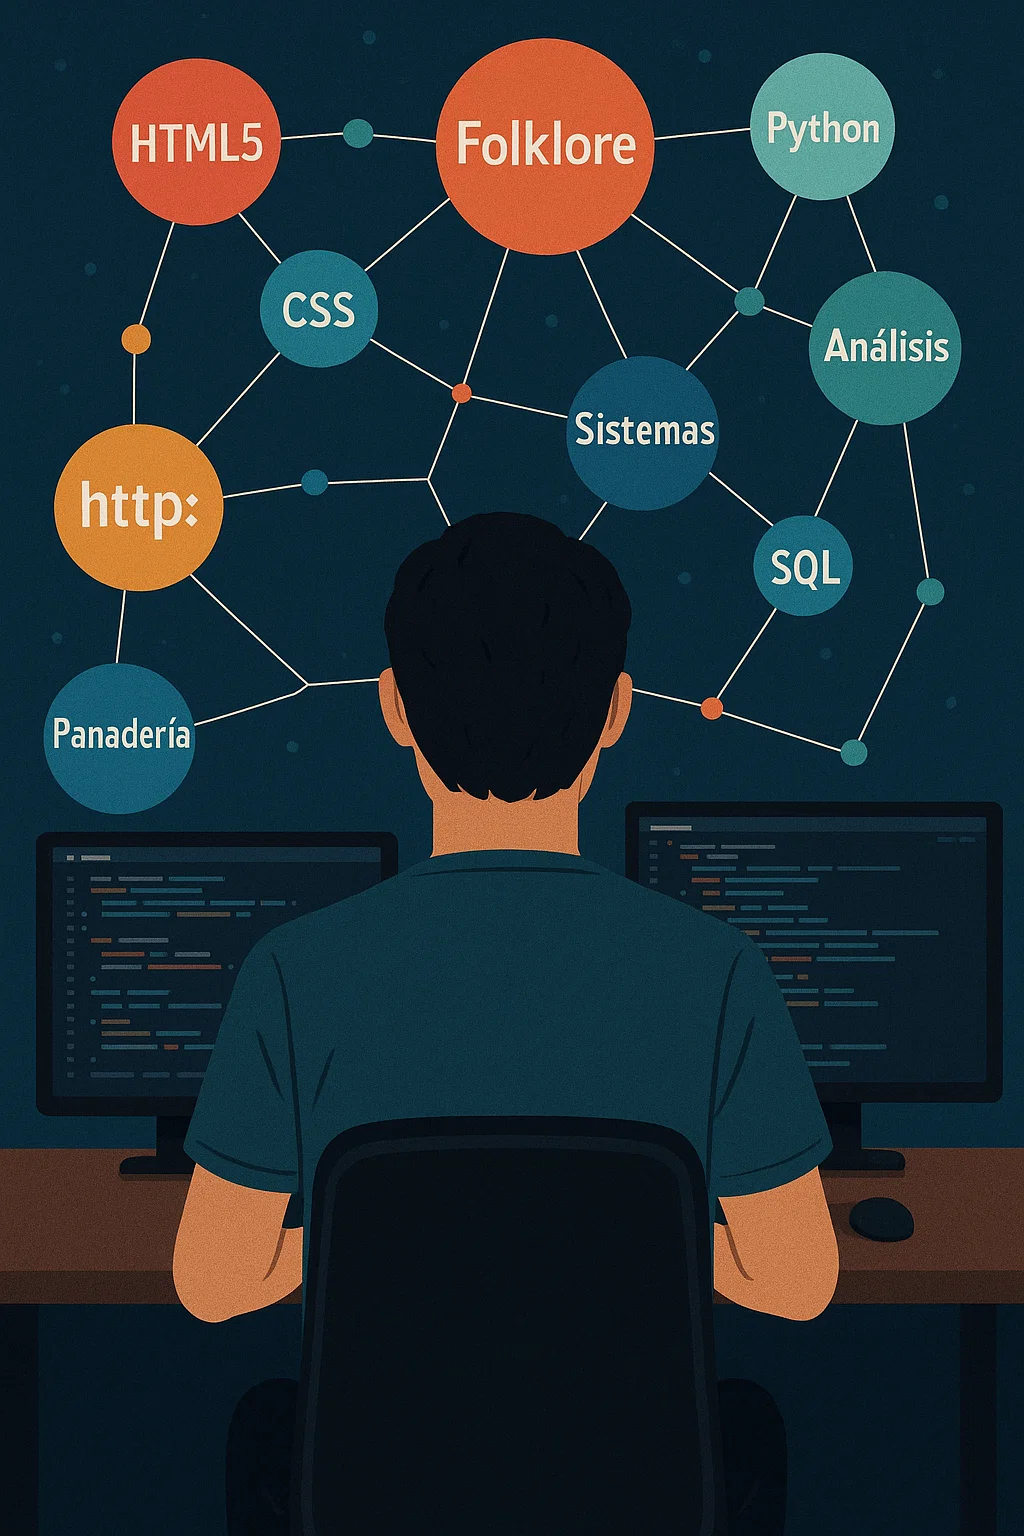 HTML5
Folklore
Python
CSS
Análisis
Sistemas
http:
SQL
Panadería